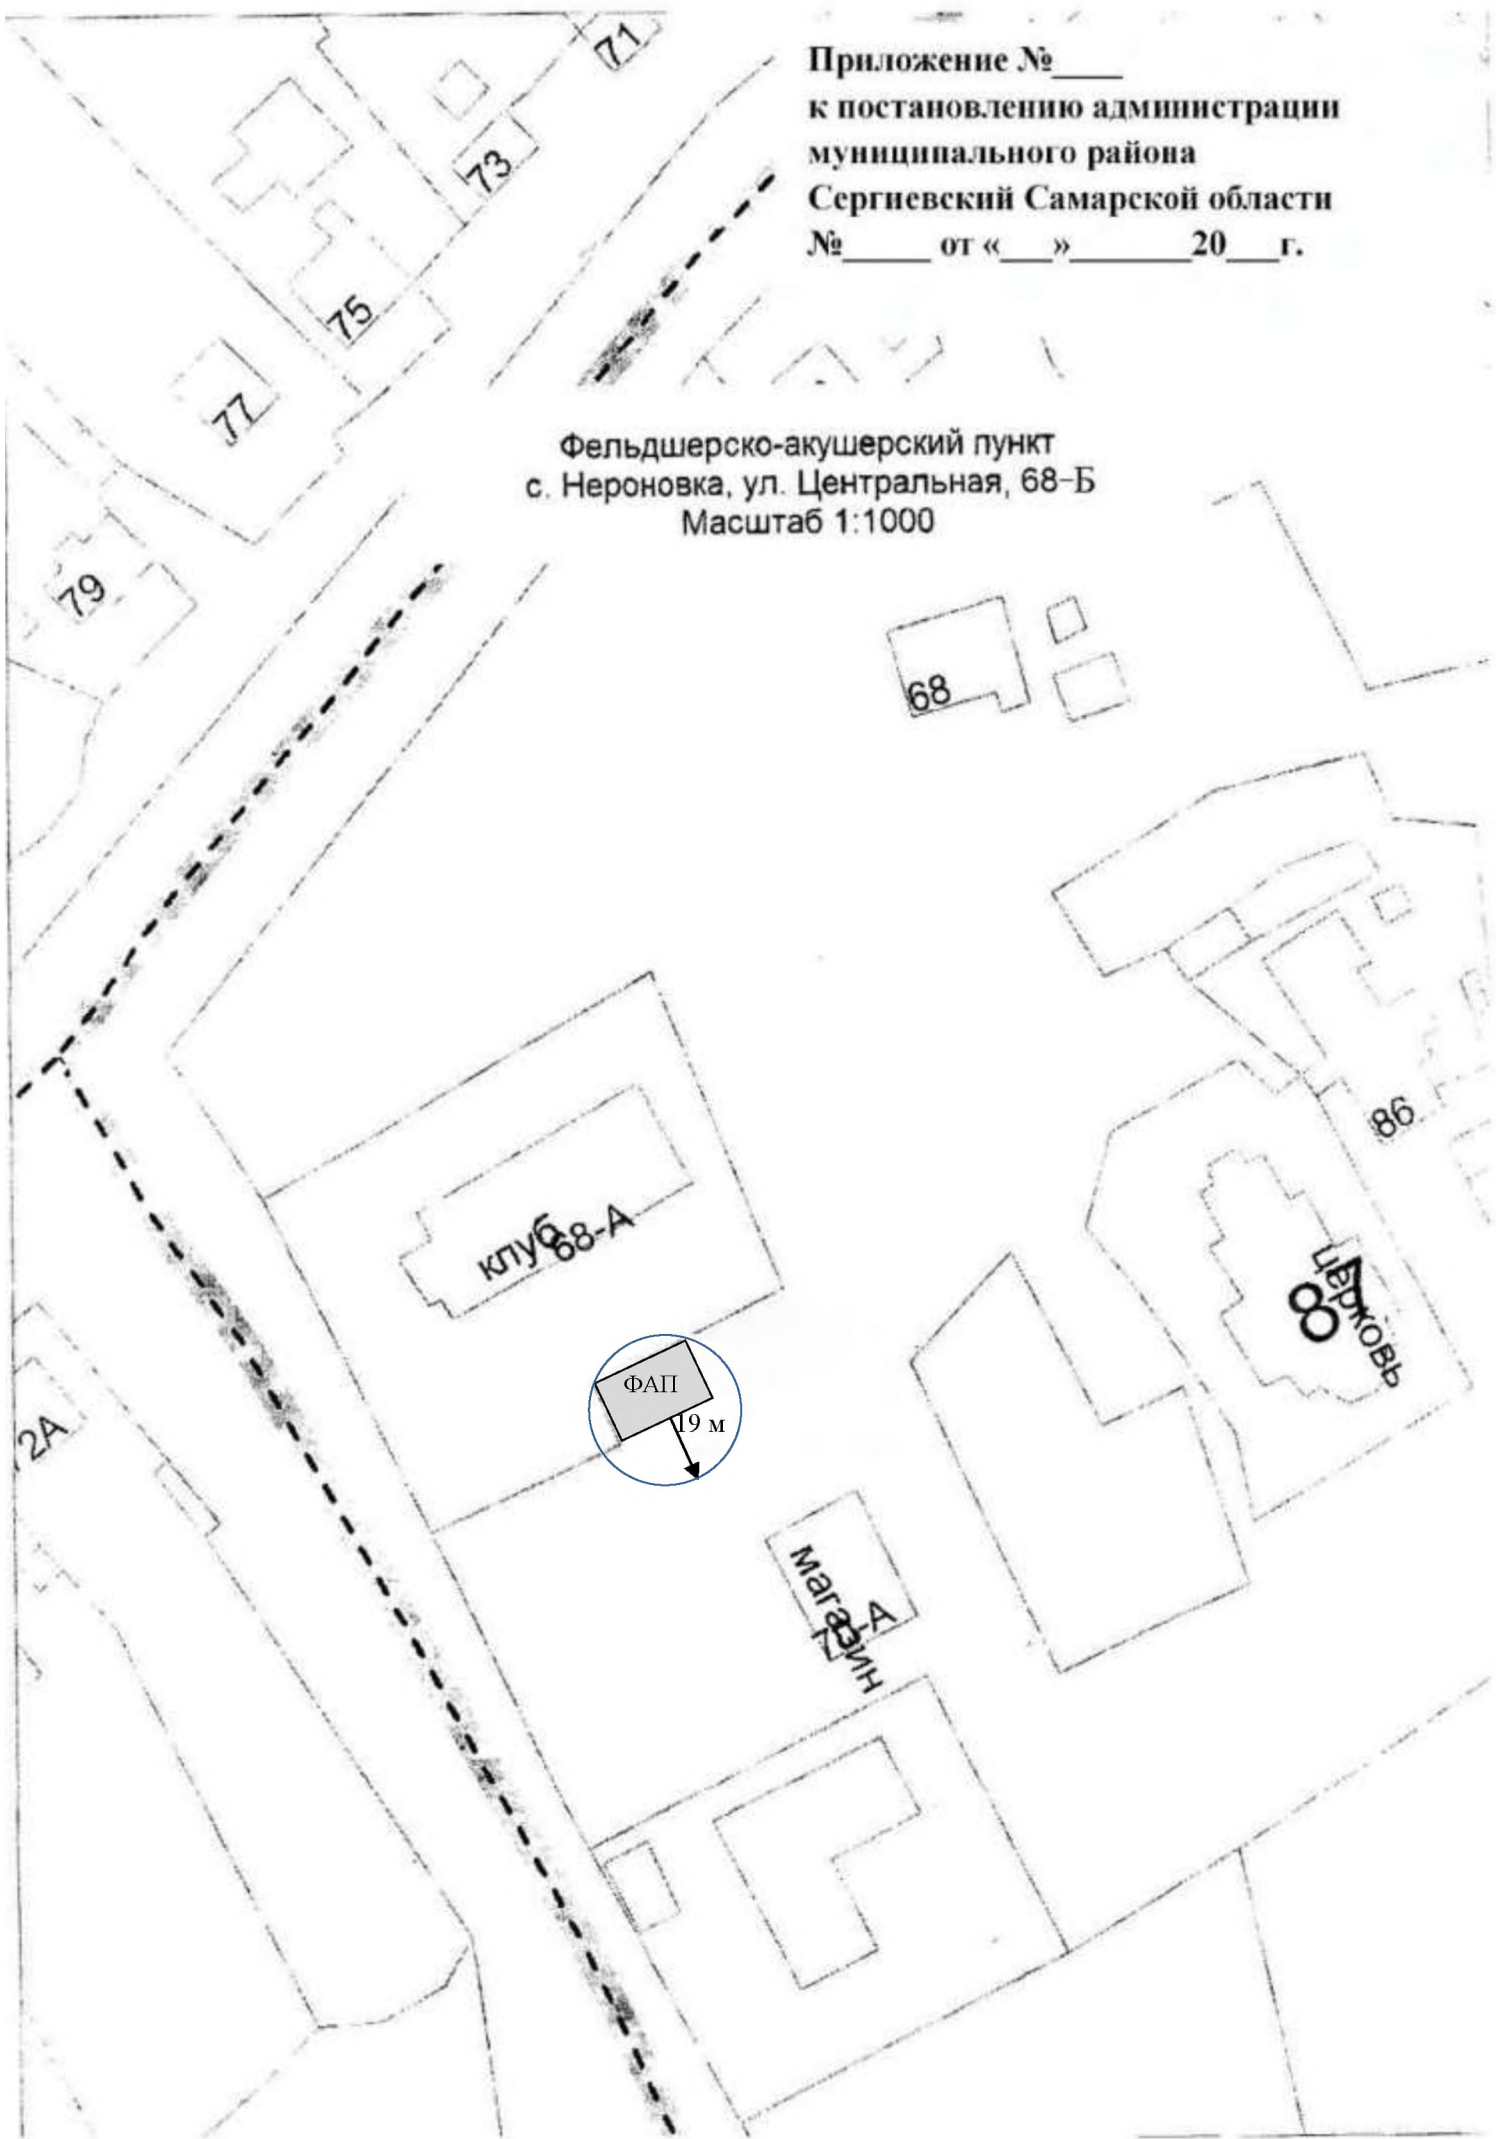 71
Приложение №____
к постановлению администрации
муниципального района
Сергиевский Самарской области
№_____ от «___»_______20___г.
73
75
77
Фельдшерско-акушерский пункт
с. Нероновка, ул. Центральная, 68-Б
Масштаб 1:1000
79
68
86
клуб
68-А
церковь
87
ФАП
19 м
2А
магазин